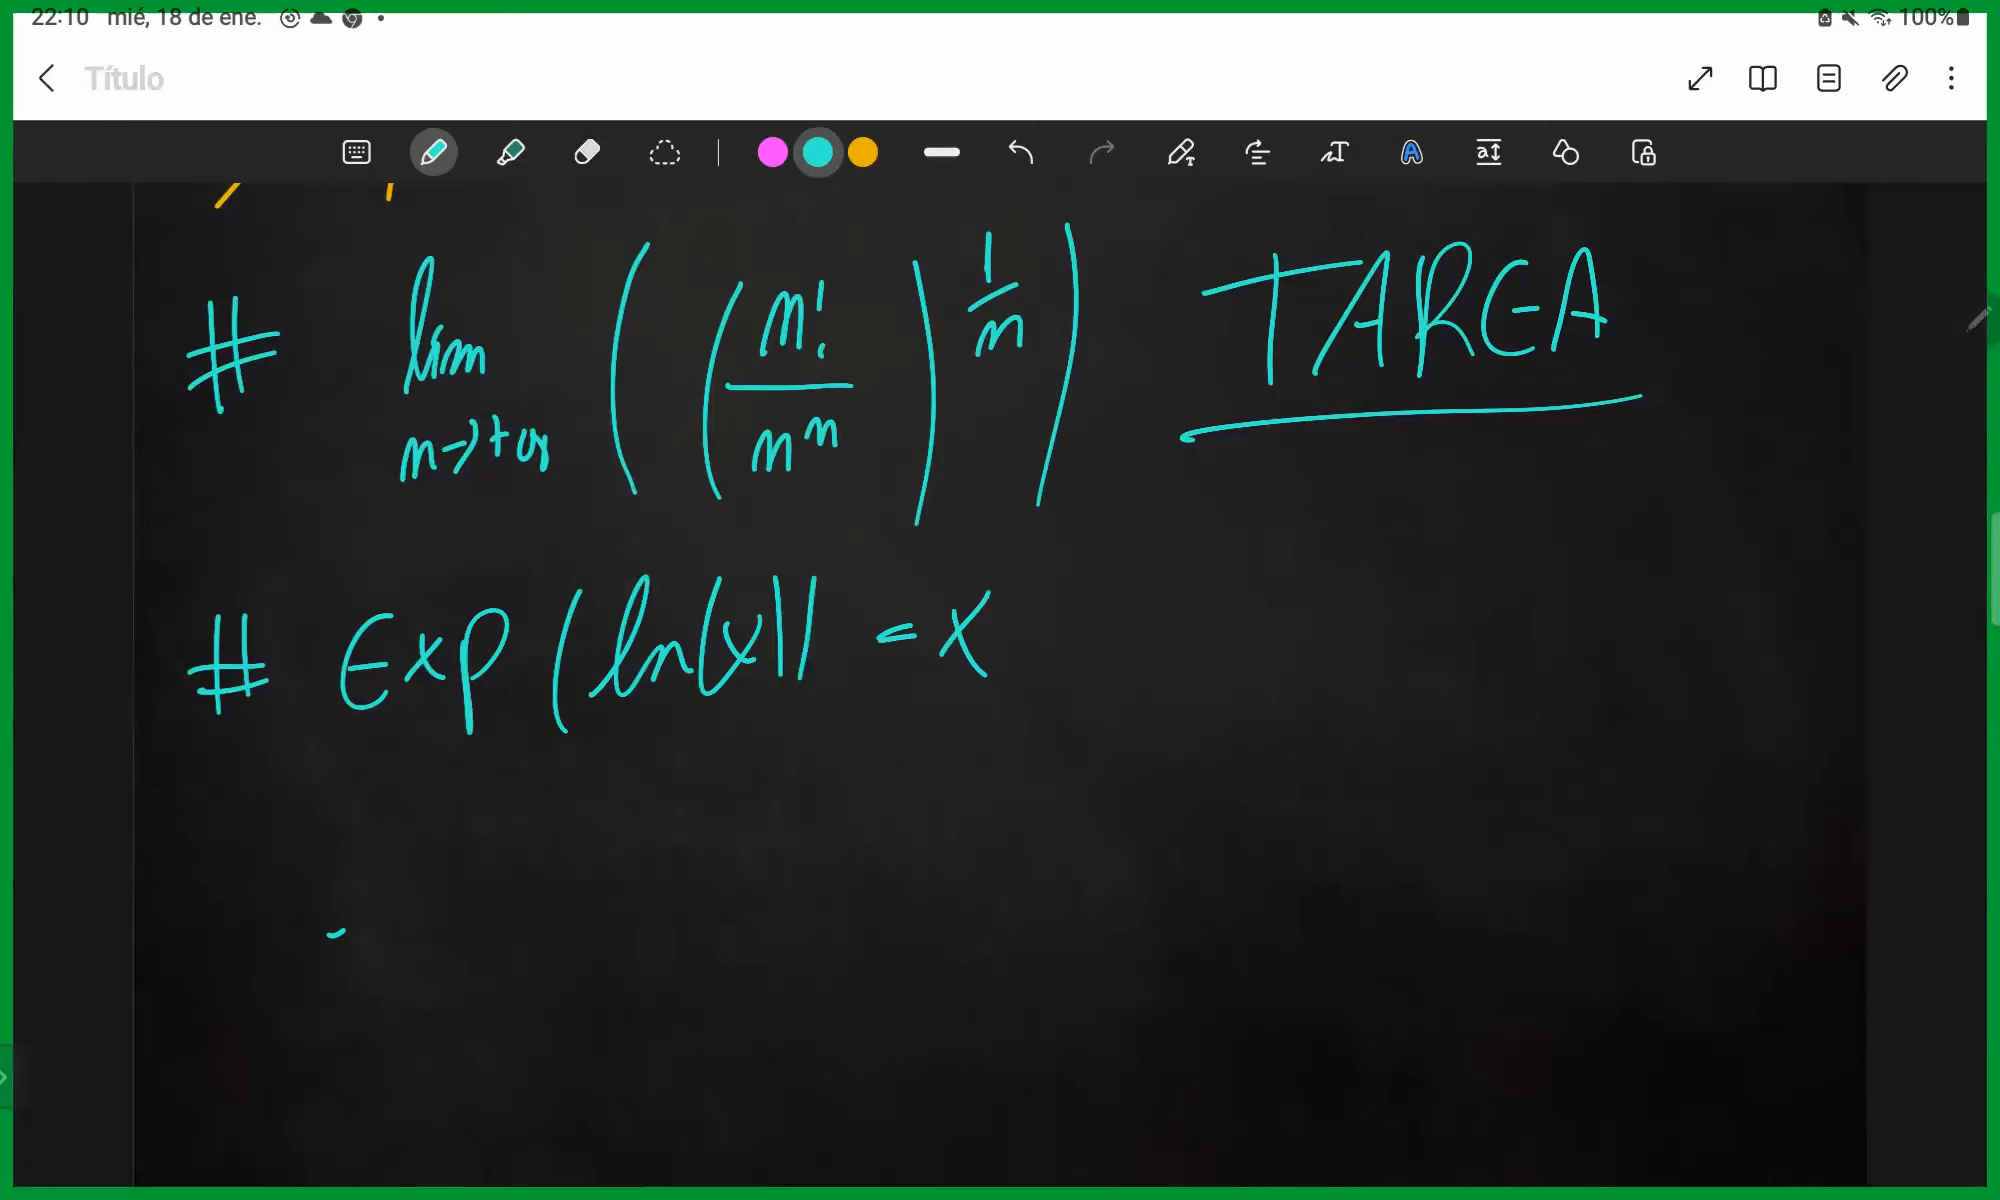 22:10 mié, 18 de ene. 100%
Título
# lim n→+∞ ((n!/n^n)^(1/n)) TAREA
# Exp(ln(x)) = x